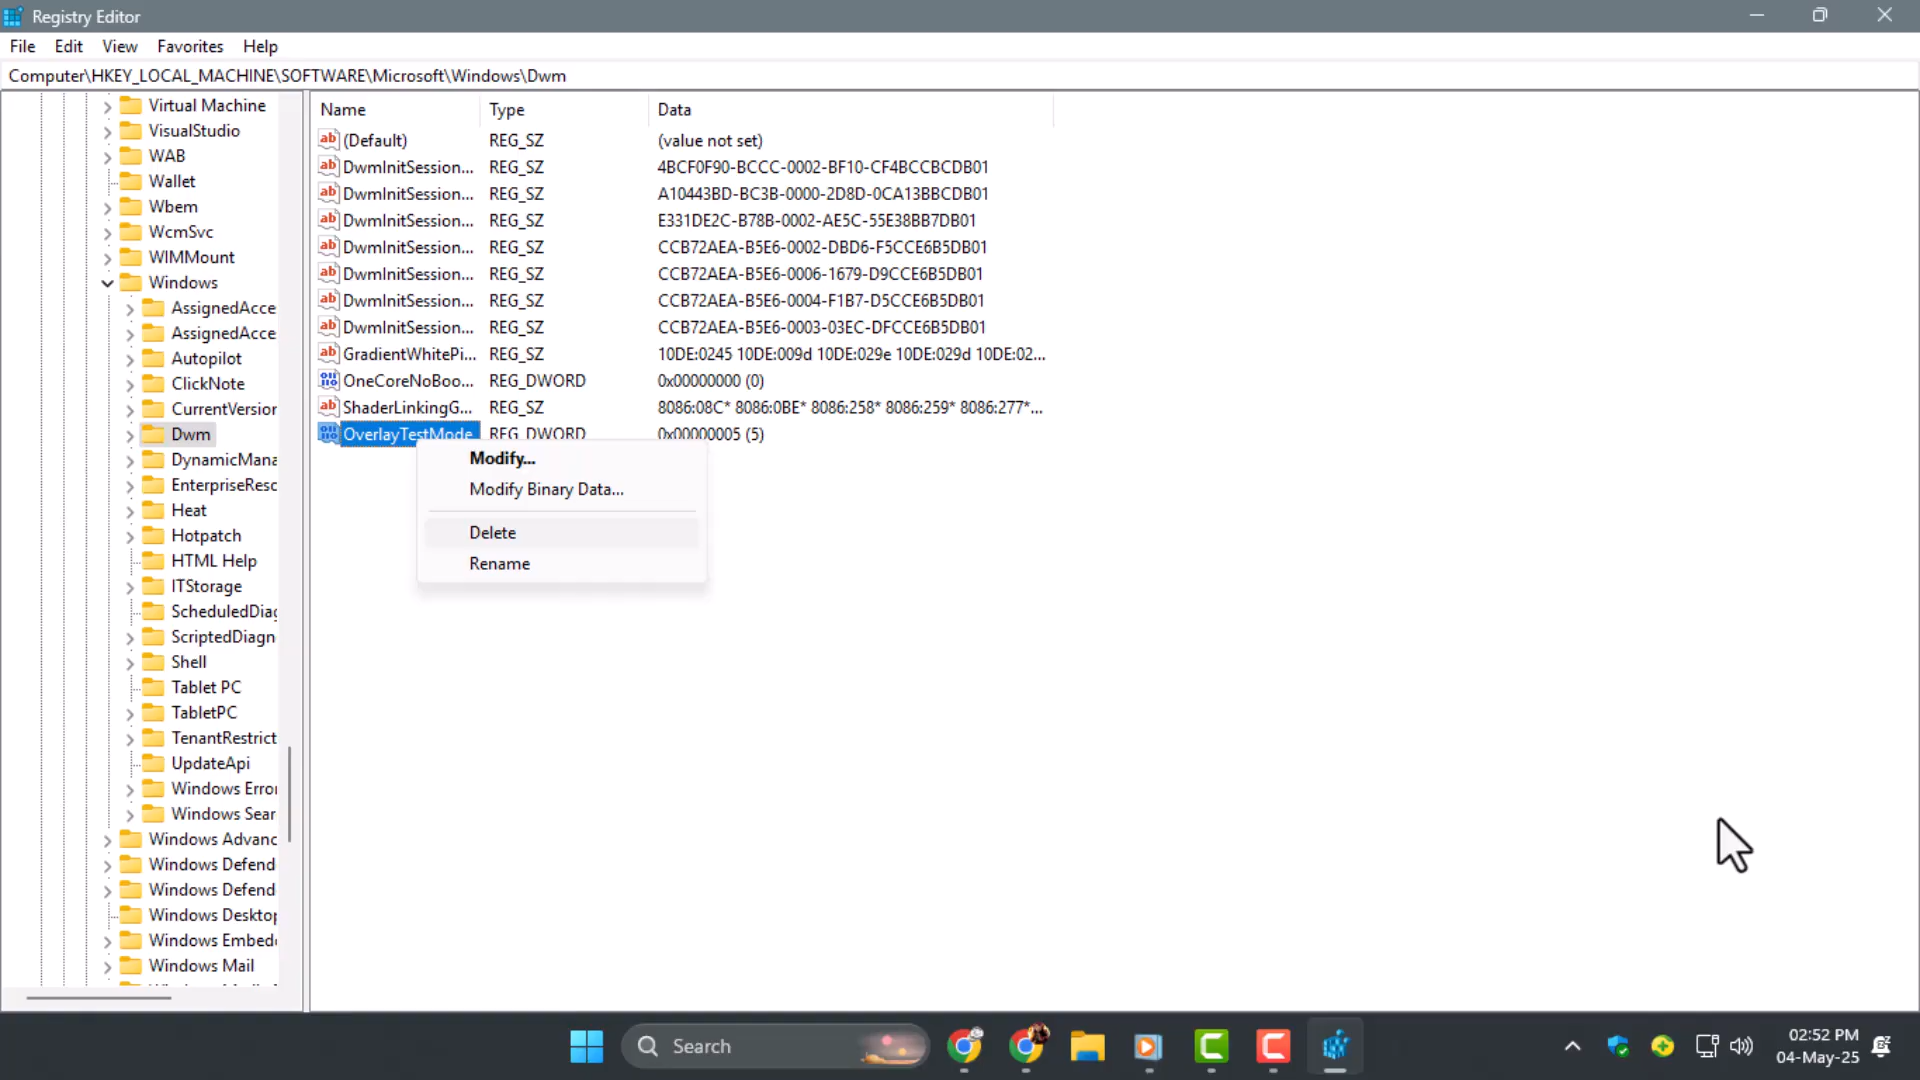 Registry Editor
File Edit View Favorites Help
Computer\HKEY_LOCAL_MACHINE\SOFTWARE\Microsoft\Windows\Dwm
Virtual Machine
VisualStudio
WAB
Wallet
Wbem
WcmSvc
WIMMount
Windows
AssignedAcce
AssignedAcce
Autopilot
ClickNote
CurrentVersion
Dwm
DynamicMana
EnterpriseResc
Heat
Hotpatch
HTML Help
ITStorage
ScheduledDiag
ScriptedDiagn
Shell
Tablet PC
TabletPC
TenantRestrict
UpdateApi
Windows Error
Windows Sear
Windows Advanc
Windows Defend
Windows Defend
Windows Desktop
Windows Embed
Windows Mail
Name Type Data
(Default) REG_SZ (value not set)
DwmInitSession... REG_SZ 4BCF0F90-BCCC-0002-BF10-CF4BCCBCDB01
DwmInitSession... REG_SZ A10443BD-BC3B-0000-2D8D-0CA13BBCDB01
DwmInitSession... REG_SZ E331DE2C-B78B-0002-AE5C-55E38BB7DB01
DwmInitSession... REG_SZ CCB72AEA-B5E6-0002-DBD6-F5CCE6B5DB01
DwmInitSession... REG_SZ CCB72AEA-B5E6-0006-1679-D9CCE6B5DB01
DwmInitSession... REG_SZ CCB72AEA-B5E6-0004-F1B7-D5CCE6B5DB01
DwmInitSession... REG_SZ CCB72AEA-B5E6-0003-03EC-DFCCE6B5DB01
GradientWhitePi... REG_SZ 10DE:0245 10DE:009d 10DE:029e 10DE:029d 10DE:02...
OneCoreNoBoo... REG_DWORD 0x00000000 (0)
ShaderLinkingG... REG_SZ 8086:08C* 8086:0BE* 8086:258* 8086:259* 8086:277*...
OverlayTestMode REG_DWORD 0x00000005 (5)
Modify...
Modify Binary Data...
Delete
Rename
Search
02:52 PM
04-May-25